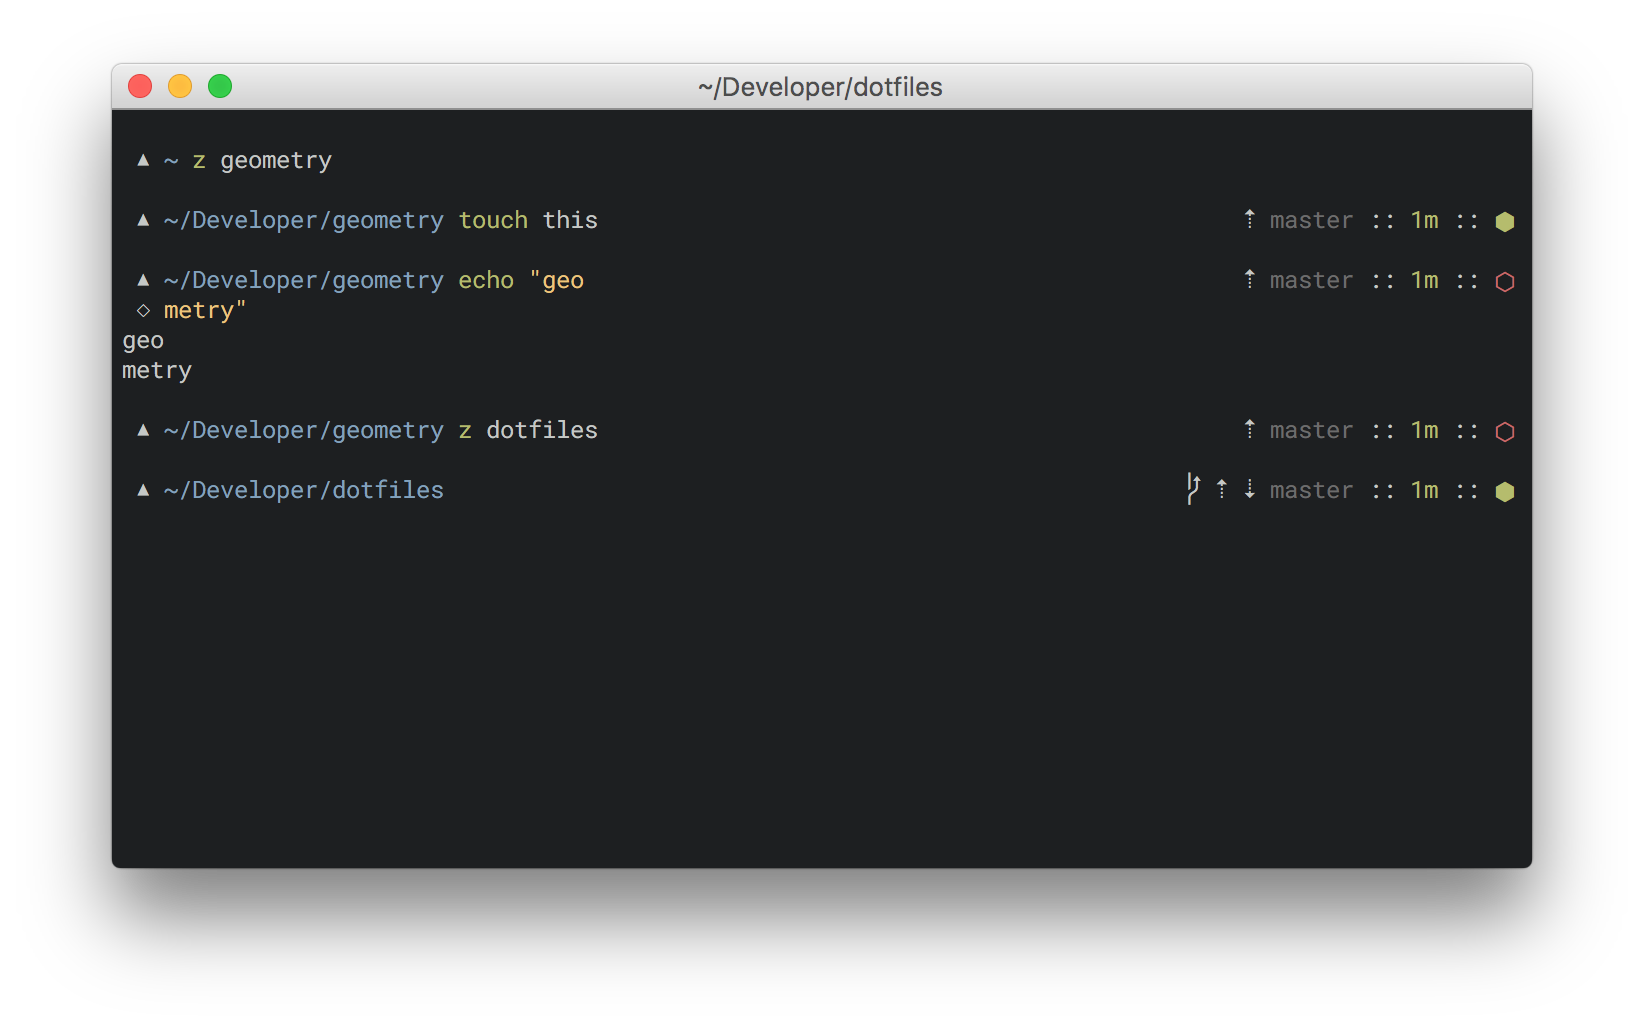 ~/Developer/dotfiles
▲ ~ z geometry
▲ ~/Developer/geometry touch this ⇡ master :: 1m :: ⬢
▲ ~/Developer/geometry echo "geo ⇡ master :: 1m :: ⬡
◇ metry"
geo
metry
▲ ~/Developer/geometry z dotfiles ⇡ master :: 1m :: ⬡
▲ ~/Developer/dotfiles ⇡ ⇣ master :: 1m :: ⬢